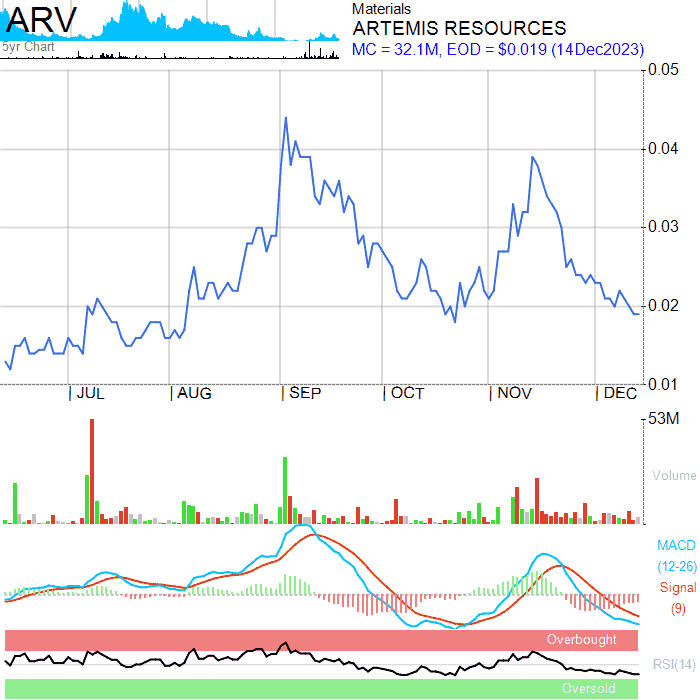 ARV
5yr Chart
Materials
ARTEMIS RESOURCES
MC = 32.1M, EOD = $0.019 (14Dec2023)
0.05
0.04
0.03
0.02
0.01
| JUL | AUG | SEP | OCT | NOV | DEC
53M
Volume
MACD
(12-26)
Signal
(9)
Overbought
RSI(14)
Oversold